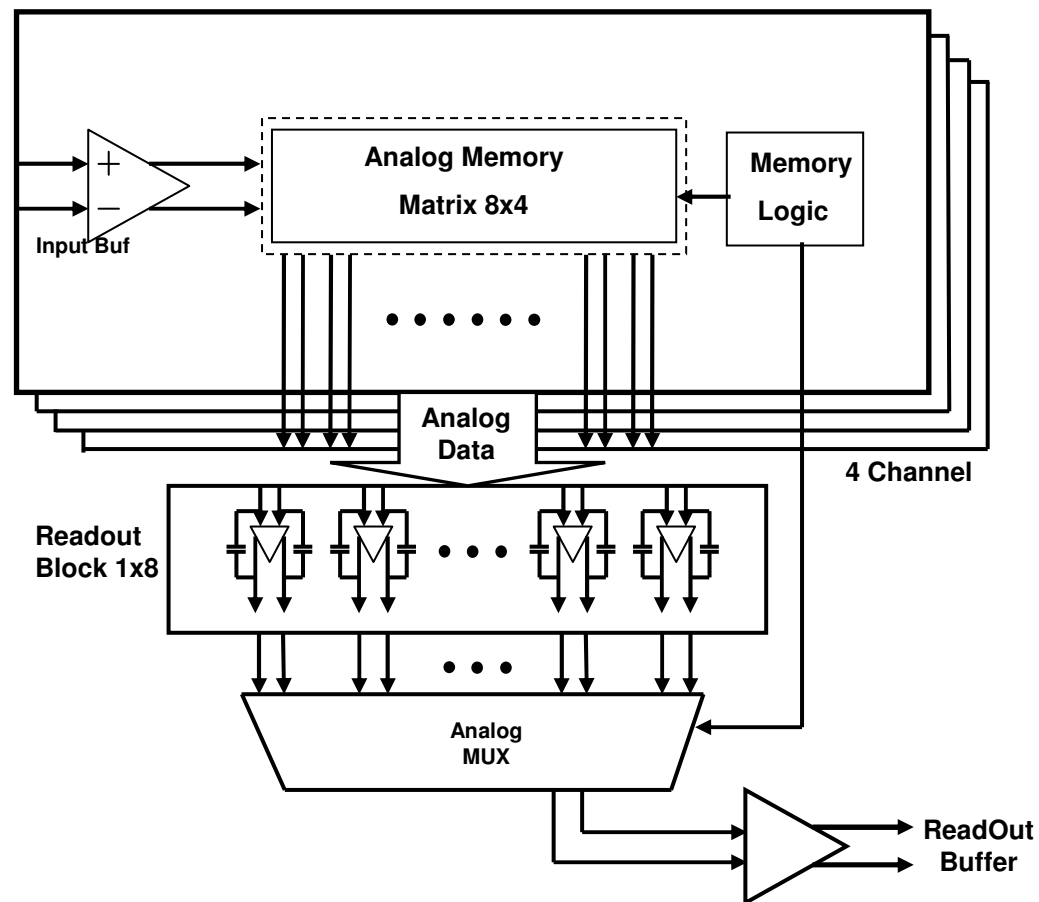 Analog Memory
Matrix 8x4
Memory
Logic
+
−
Input Buf
Analog
Data
4 Channel
Readout
Block 1x8
Analog
MUX
ReadOut
Buffer